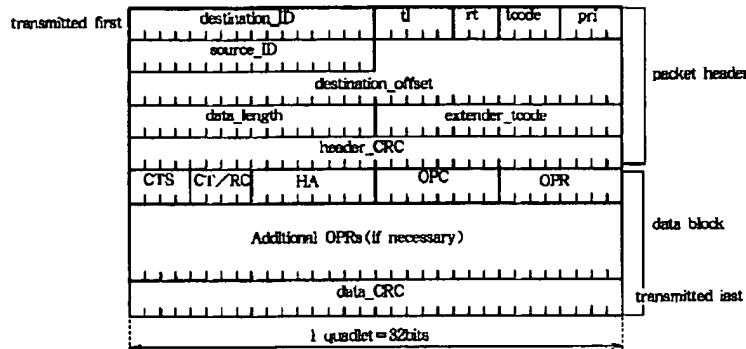 transmitted first
destination_ID tl rt tcode pri
source_ID
destination_offset
packet header
data_length extender_tcode
header_CRC
CTS CT/RC HA OPC OPR
Additional OPRs(if necessary)
data block
data_CRC
transmitted last
1 quadlet=32bits